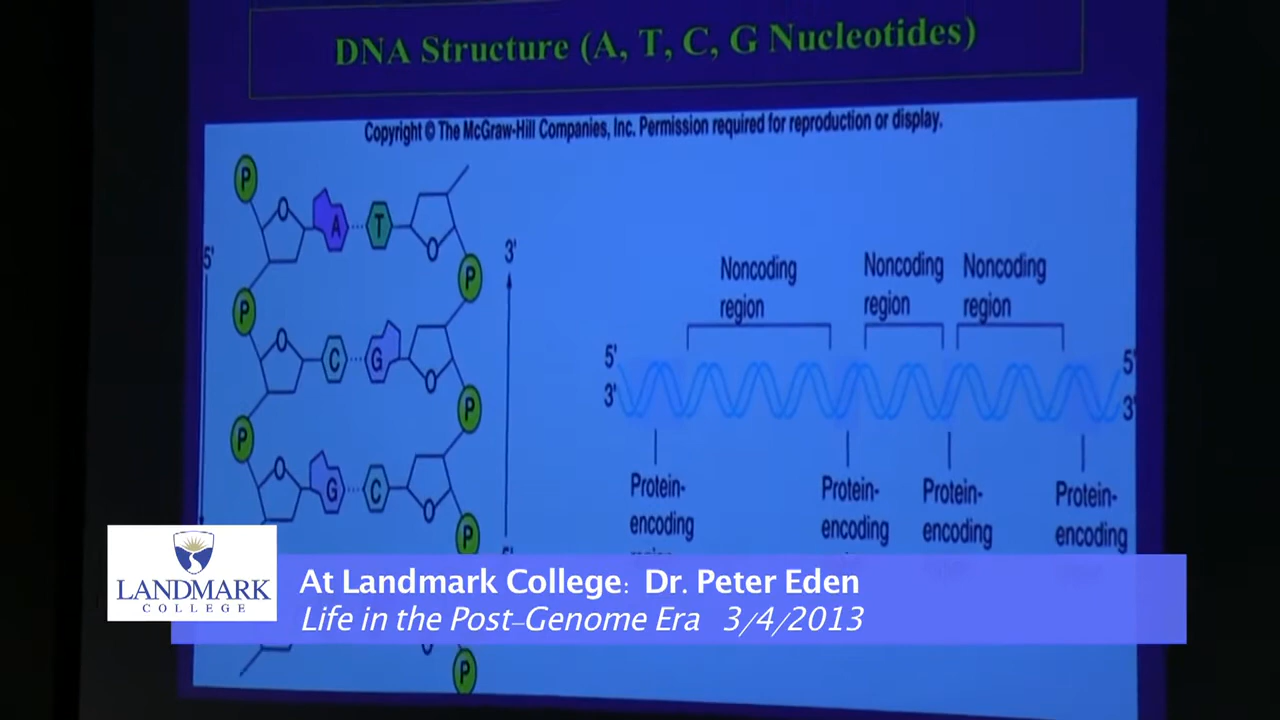 DNA Structure (A, T, C, G Nucleotides)
Copyright © The McGraw-Hill Companies, Inc. Permission required for reproduction or display.
P
O
A
T
O
P
5'
3'
P
O
C
G
O
P
P
O
G
C
O
P
O
P
Noncoding
region
Noncoding
region
Noncoding
region
5'
3'
5'
3'
Protein-
encoding
Protein-
encoding
Protein-
encoding
Protein-
encoding
LANDMARK
COLLEGE
At Landmark College: Dr. Peter Eden
Life in the Post-Genome Era 3/4/2013